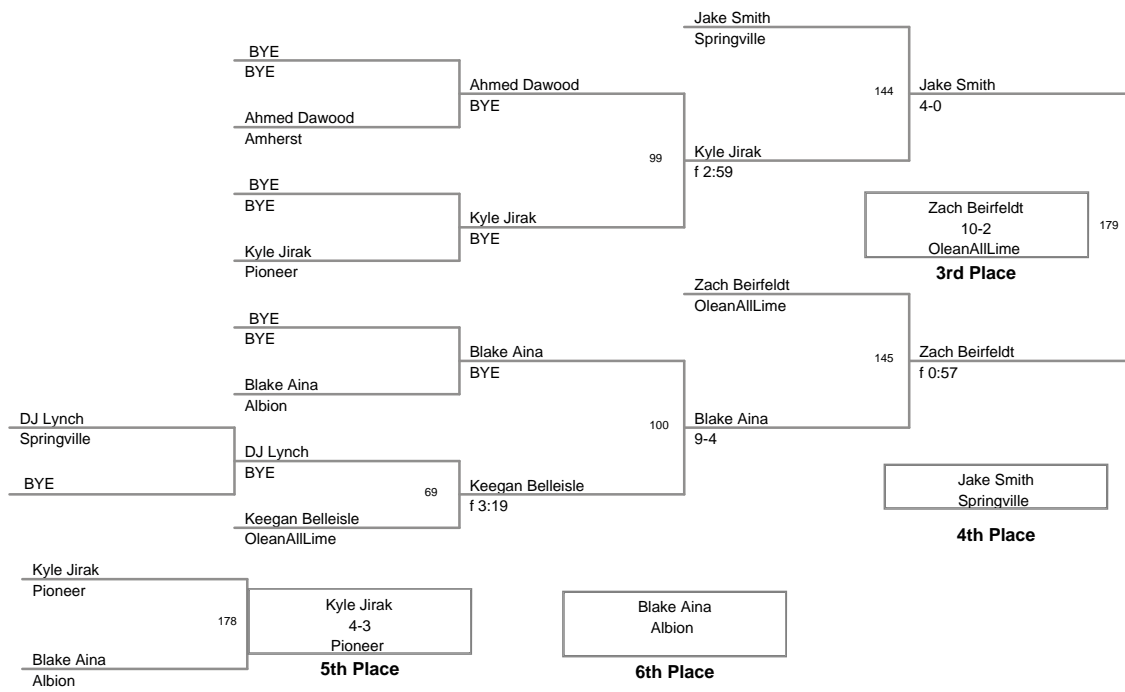 Jake Smith
Springville
BYE
BYE
Ahmed Dawood
BYE
144
Jake Smith
4-0
Ahmed Dawood
Amherst
99
Kyle Jirak
f 2:59
BYE
BYE
Kyle Jirak
BYE
Zach Beirfeldt
10-2
OleanAllLime
179
3rd Place
Kyle Jirak
Pioneer
Zach Beirfeldt
OleanAllLime
BYE
BYE
Blake Aina
BYE
145
Zach Beirfeldt
f 0:57
Blake Aina
Albion
DJ Lynch
Springville
100
Blake Aina
9-4
DJ Lynch
BYE
BYE
69
Keegan Belleisle
f 3:19
Jake Smith
Springville
4th Place
Keegan Belleisle
OleanAllLime
Kyle Jirak
Pioneer
178
Kyle Jirak
4-3
Pioneer
5th Place
Blake Aina
Albion
6th Place
Blake Aina
Albion